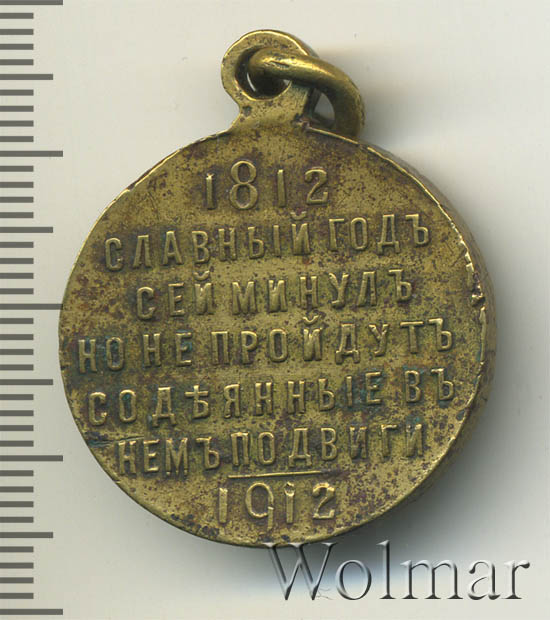 1812
СЛАВНЫЙ ГОДЪ
СЕЙ МИНУЛЪ
НО НЕ ПРОЙДУТЪ
СОДѢЯННЫЕ ВЪ
НЕМЪ ПОДВИГИ
1912
Wolmar